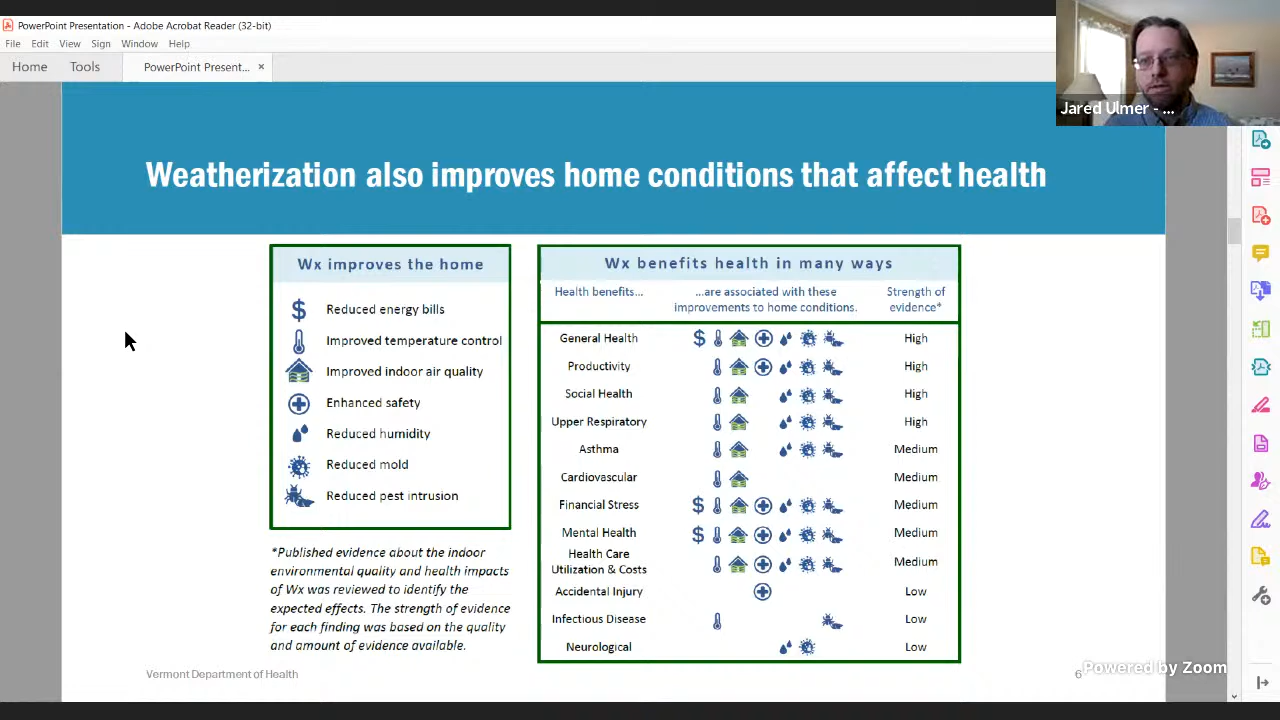 PowerPoint Presentation - Adobe Acrobat Reader (32-bit)
File Edit View Sign Window Help
Home Tools PowerPoint Present... ×
Jared Ulmer - ...
Weatherization also improves home conditions that affect health
Wx improves the home
$ Reduced energy bills
Improved temperature control
Improved indoor air quality
Enhanced safety
Reduced humidity
Reduced mold
Reduced pest intrusion
*Published evidence about the indoor
environmental quality and health impacts
of Wx was reviewed to identify the
expected effects. The strength of evidence
for each finding was based on the quality
and amount of evidence available.
Wx benefits health in many ways
Health benefits... ...are associated with these Strength of
improvements to home conditions. evidence*
General Health $ High
Productivity High
Social Health High
Upper Respiratory High
Asthma Medium
Cardiovascular Medium
Financial Stress $ Medium
Mental Health $ Medium
Health Care
Utilization & Costs Medium
Accidental Injury Low
Infectious Disease Low
Neurological Low
Vermont Department of Health 6
Powered by Zoom